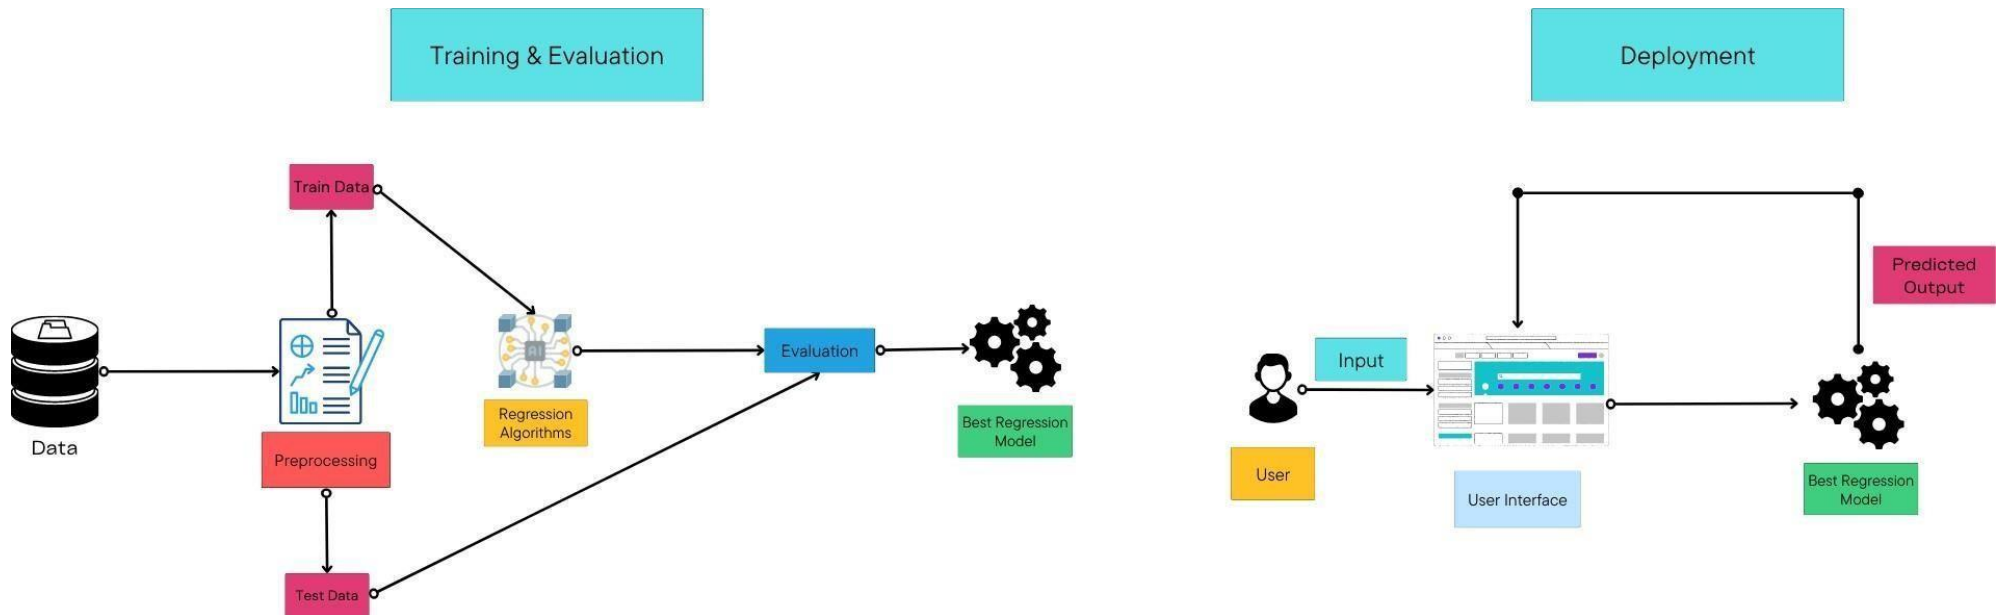 Training & Evaluation
Deployment
Train Data
Predicted
Output
AI
Evaluation
Input
Data
Regression
Algorithms
Best Regression
Model
Preprocessing
User
User Interface
Best Regression
Model
Test Data